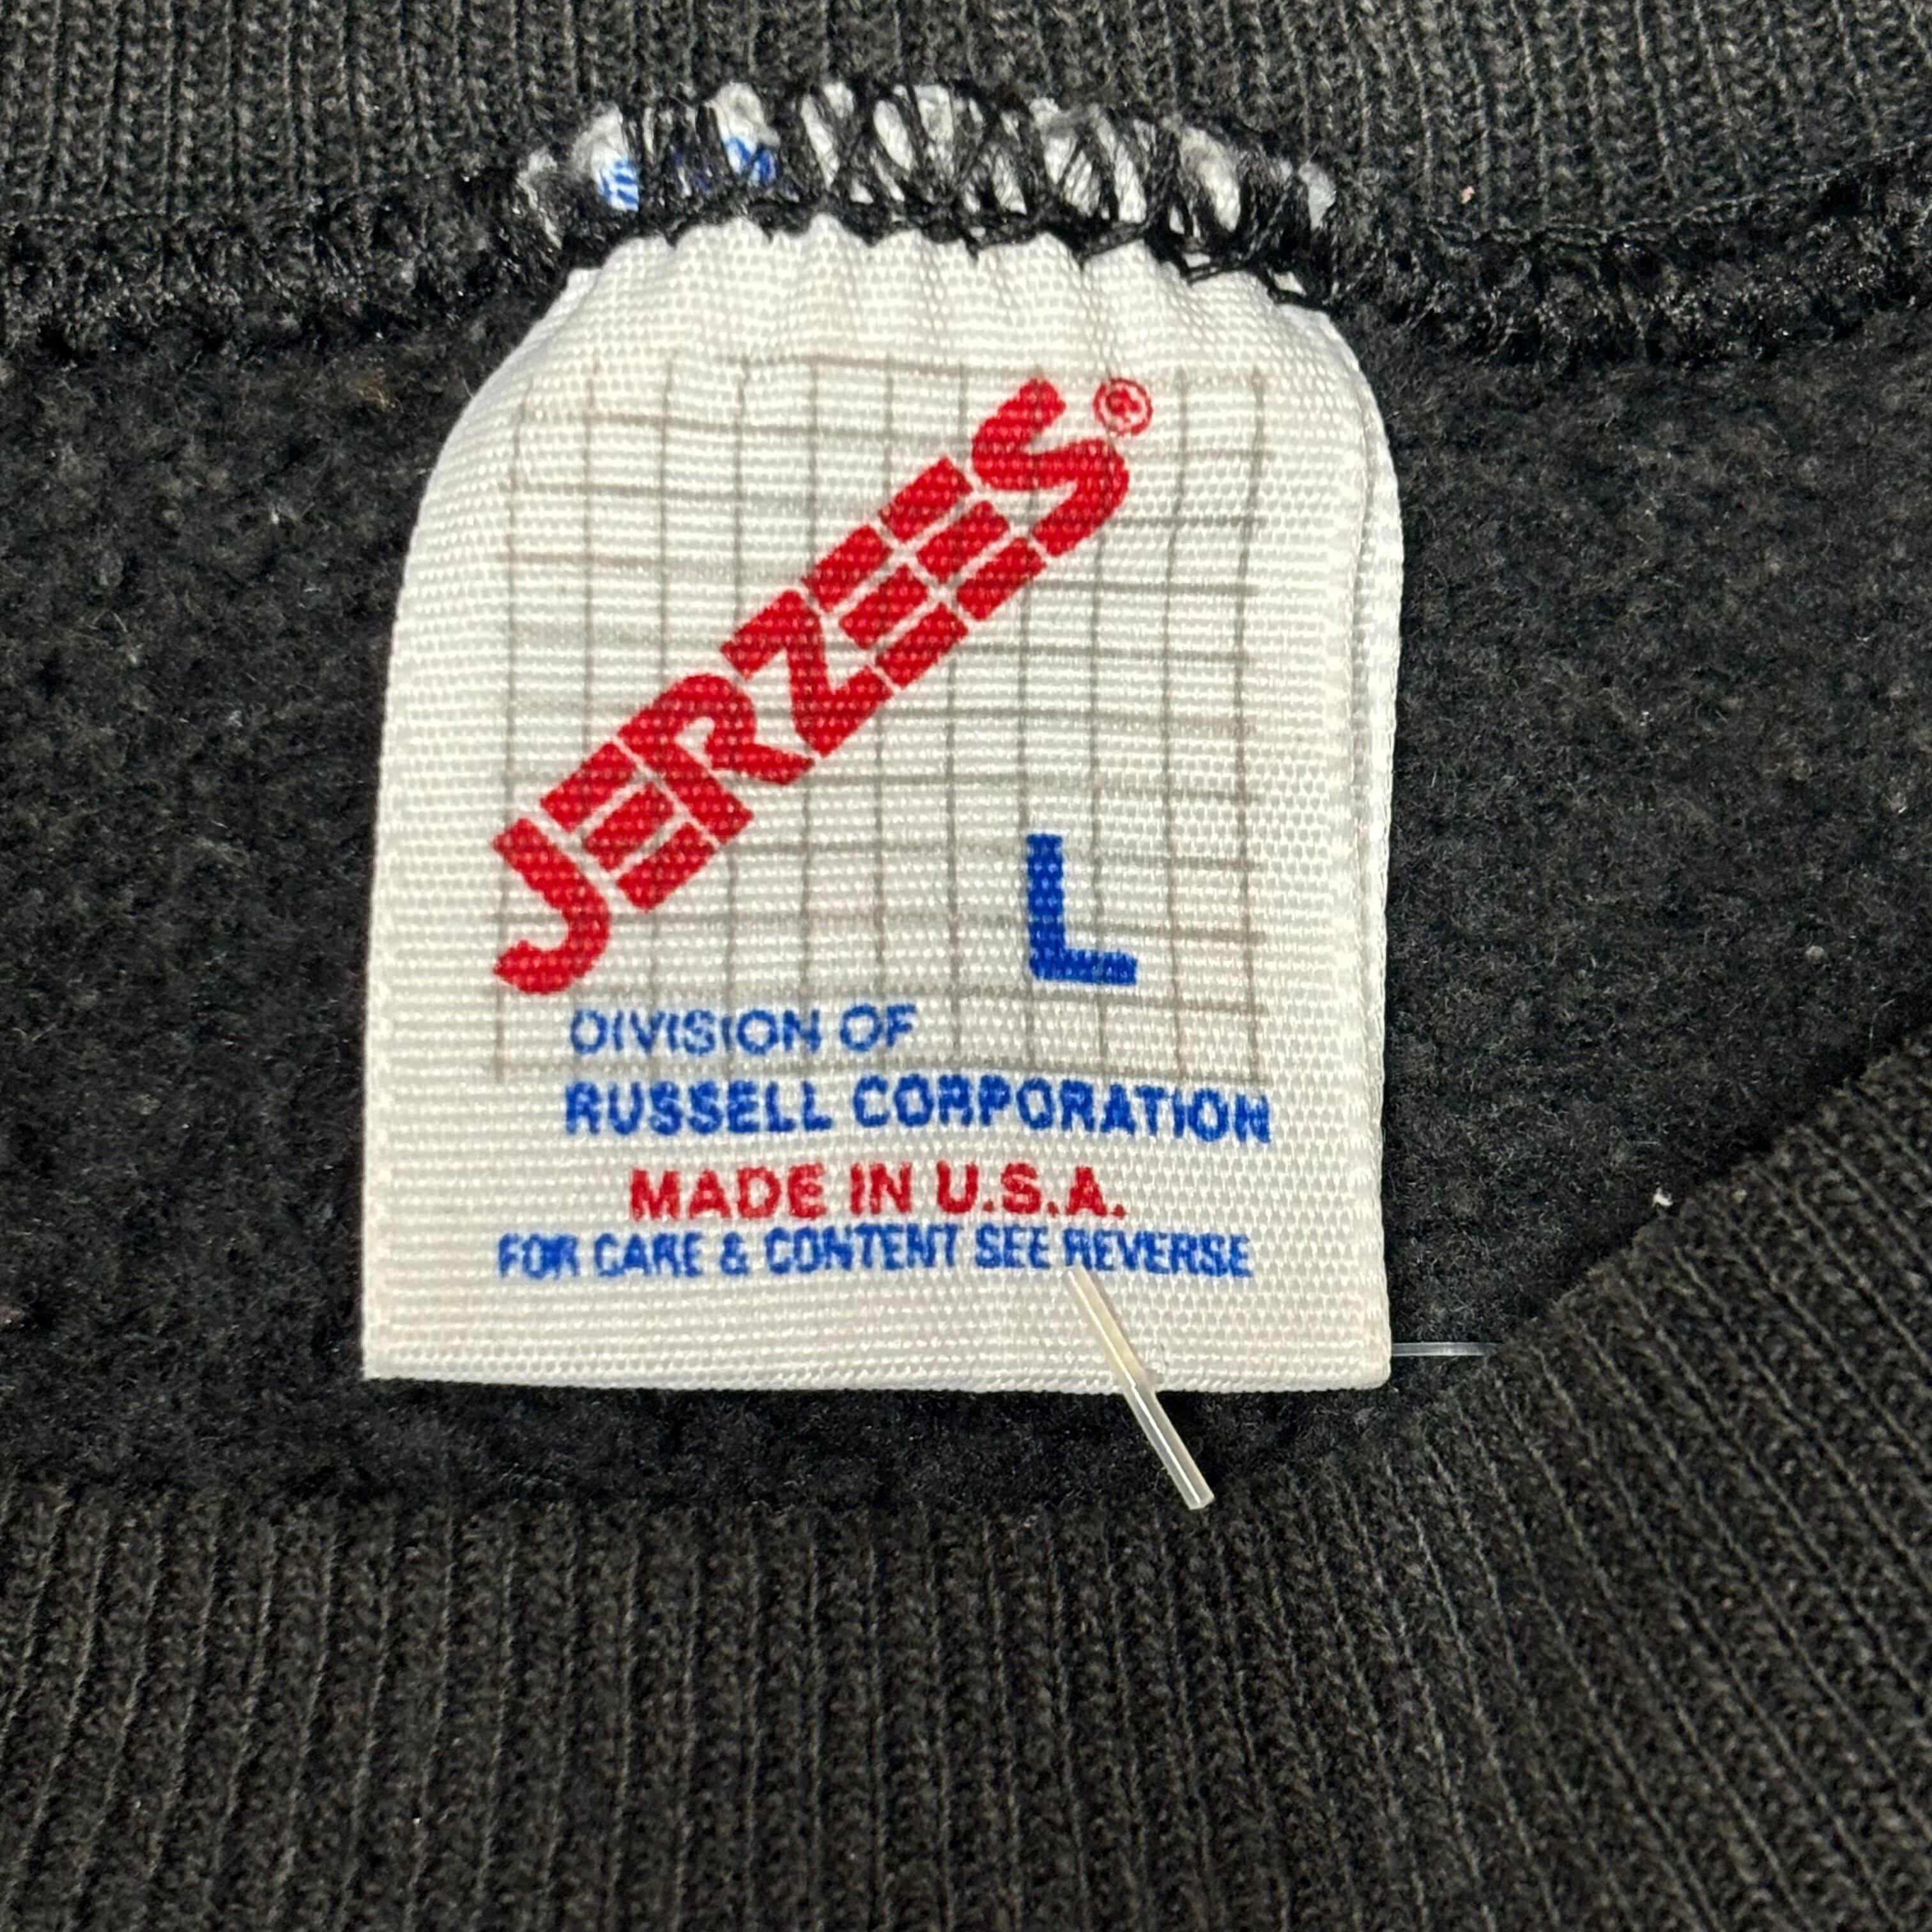 JERZEES®
L
DIVISION OF
RUSSELL CORPORATION
MADE IN U.S.A.
FOR CARE & CONTENT SEE REVERSE